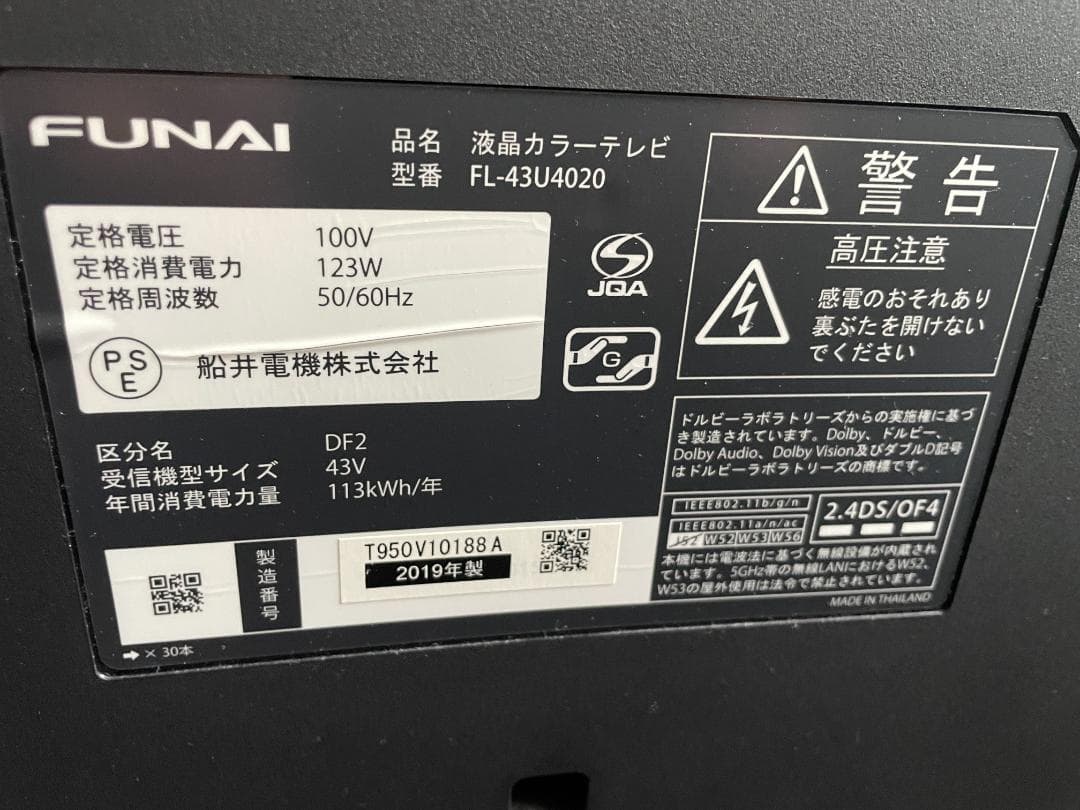 FUNAI
品名 液晶カラーテレビ
型番 FL-43U4020
定格電圧 100V
定格消費電力 123W
定格周波数 50/60Hz
PSE 船井電機株式会社
JQA
G
警告
高圧注意
感電のおそれあり
裏ぶたを開けない
でください
区分名 DF2
受信機型サイズ 43V
年間消費電力量 113kWh/年
ドルビーラボラトリーズからの実施権に基づ
き製造されています。Dolby、ドルビー、
Dolby Audio、Dolby Vision及びダブルD記号
はドルビーラボラトリーズの商標です。
IEEE802.11b/g/n
IEEE802.11a/n/ac
J52 W52 W53 W56
2.4DS/OF4
本機には電波法に基づく無線設備が内蔵され
ています。5GHz帯の無線LANにおけるW52、
W53の屋外使用は法令で禁止されています。
MADE IN THAILAND
製造番号
T950V10188A
2019年製
➡ × 30本